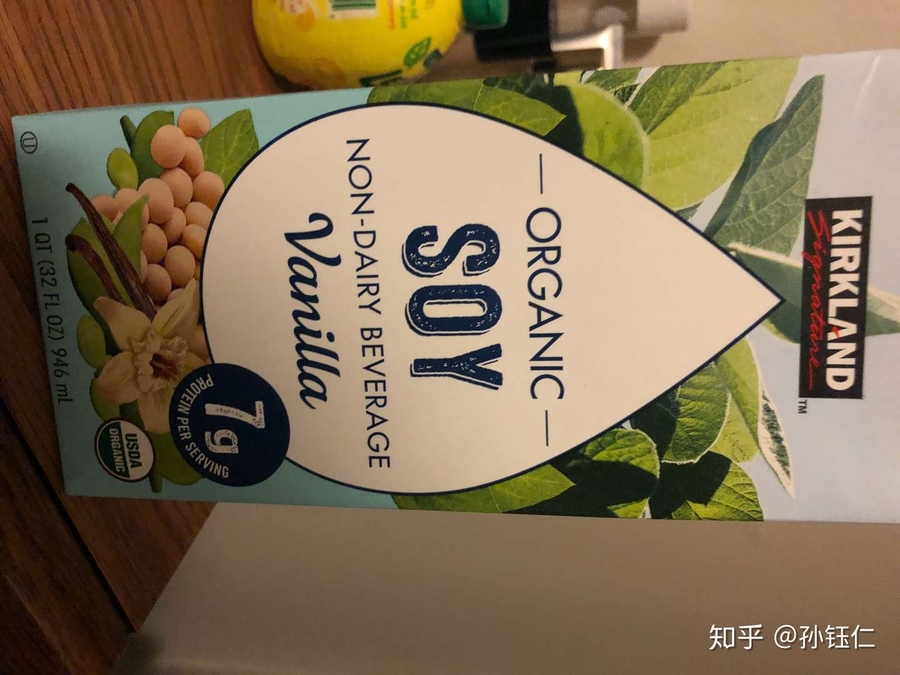 KIRKLAND
Signature™
— ORGANIC —
SOY
NON-DAIRY BEVERAGE
Vanilla
7g
PROTEIN PER SERVING
USDA
ORGANIC
U
1 QT (32 FL OZ) 946 mL
知乎 @孙钰仁